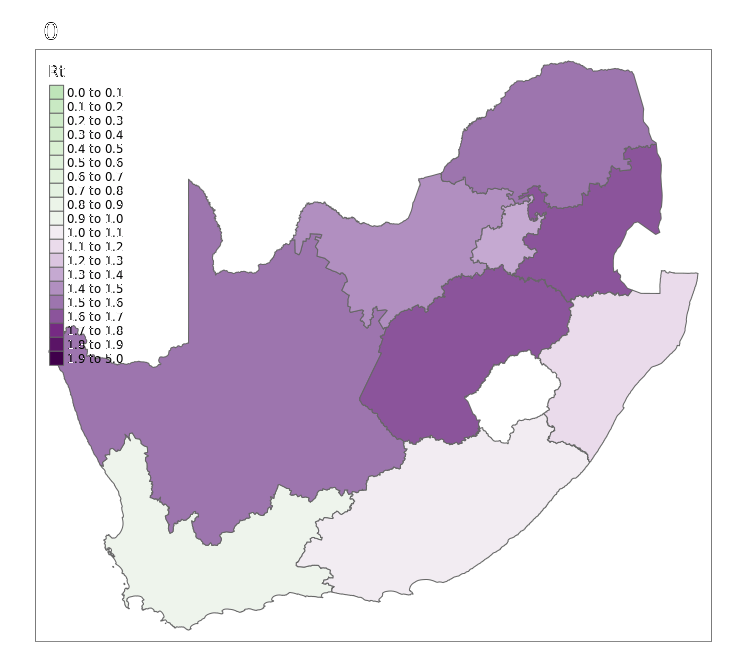 0
Rt
0.0 to 0.1
0.1 to 0.2
0.2 to 0.3
0.3 to 0.4
0.4 to 0.5
0.5 to 0.6
0.6 to 0.7
0.7 to 0.8
0.8 to 0.9
0.9 to 1.0
1.0 to 1.1
1.1 to 1.2
1.2 to 1.3
1.3 to 1.4
1.4 to 1.5
1.5 to 1.6
1.6 to 1.7
1.7 to 1.8
1.8 to 1.9
1.9 to 5.0